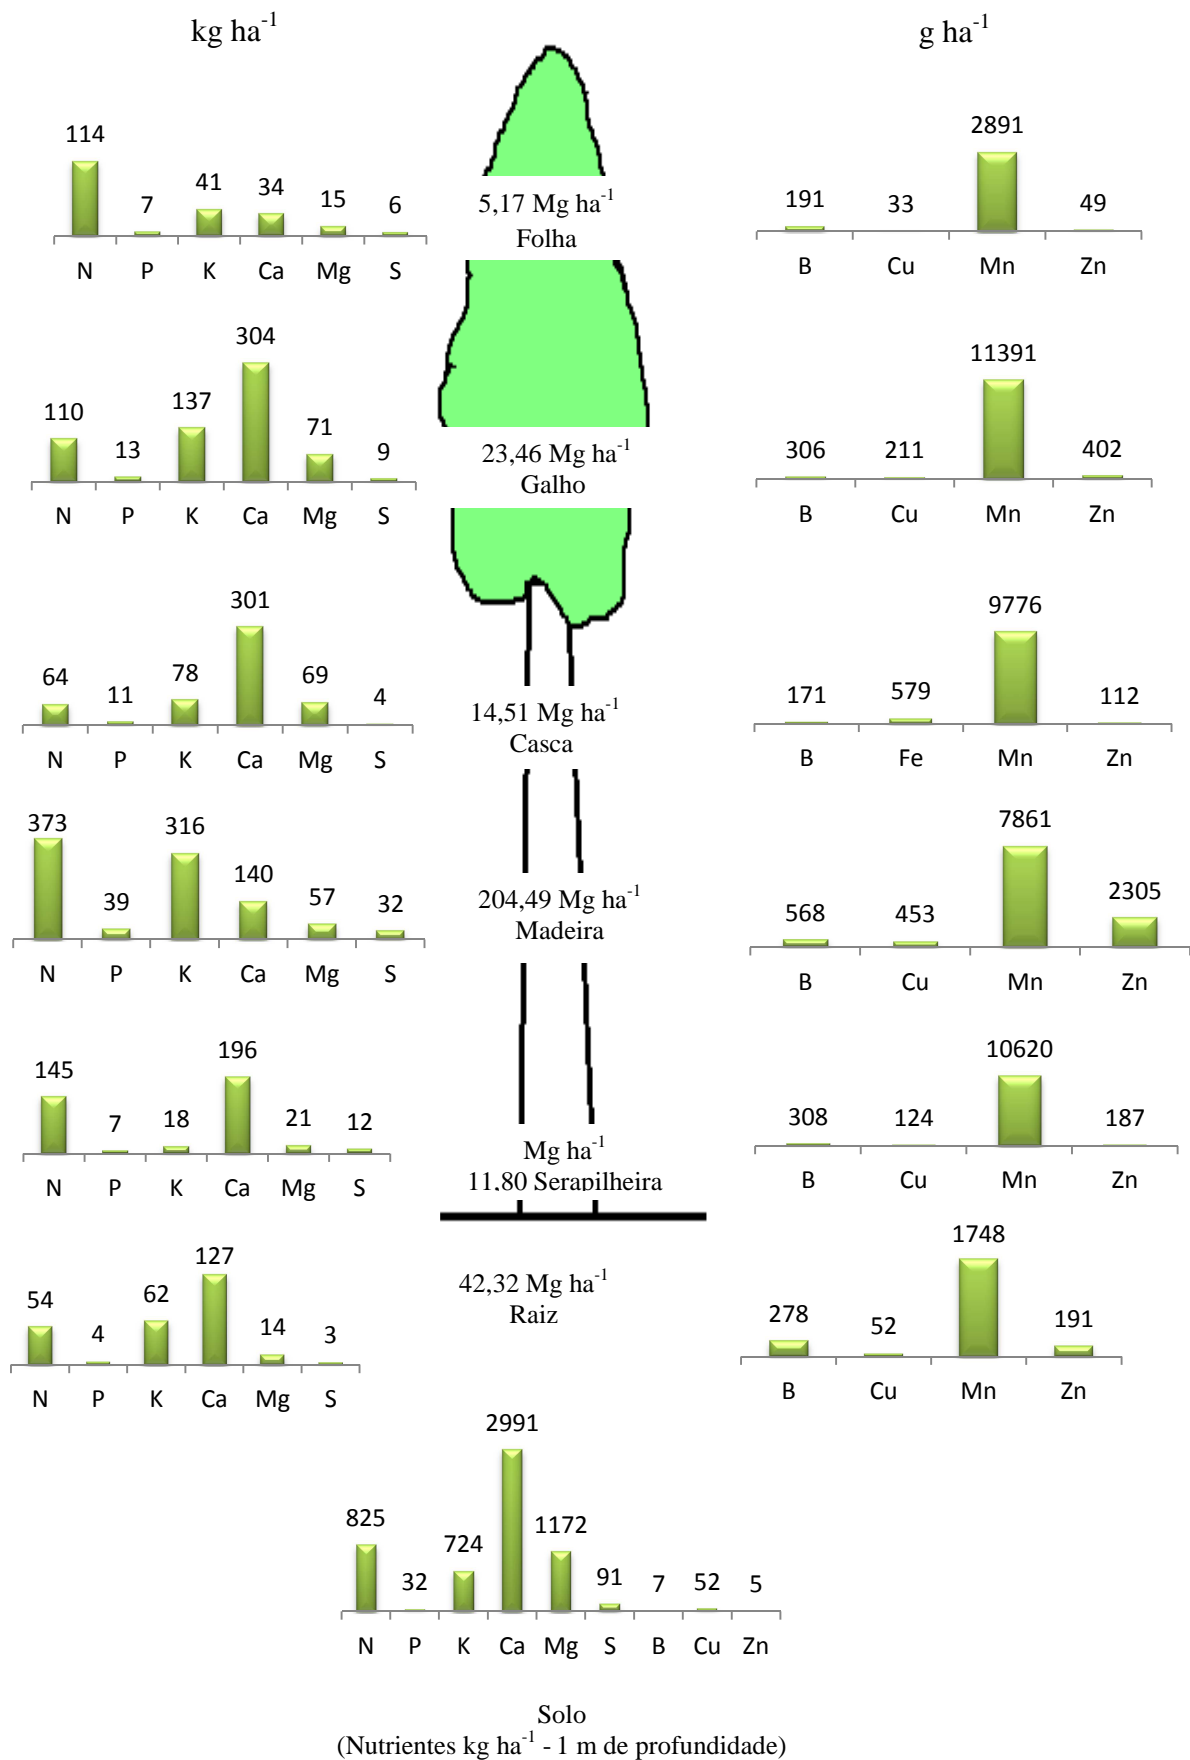 kg ha⁻¹
g ha⁻¹
114 7 41 34 15 6
N P K Ca Mg S
5,17 Mg ha⁻¹
Folha
191 33 2891 49
B Cu Mn Zn
110 13 137 304 71 9
N P K Ca Mg S
23,46 Mg ha⁻¹
Galho
306 211 11391 402
B Cu Mn Zn
64 11 78 301 69 4
N P K Ca Mg S
14,51 Mg ha⁻¹
Casca
171 579 9776 112
B Fe Mn Zn
373 39 316 140 57 32
N P K Ca Mg S
204,49 Mg ha⁻¹
Madeira
568 453 7861 2305
B Cu Mn Zn
145 7 18 196 21 12
N P K Ca Mg S
Mg ha⁻¹
11,80 Serapilheira
308 124 10620 187
B Cu Mn Zn
54 4 62 127 14 3
N P K Ca Mg S
42,32 Mg ha⁻¹
Raiz
278 52 1748 191
B Cu Mn Zn
825 32 724 2991 1172 91 7 52 5
N P K Ca Mg S B Cu Zn
Solo
(Nutrientes kg ha⁻¹ - 1 m de profundidade)